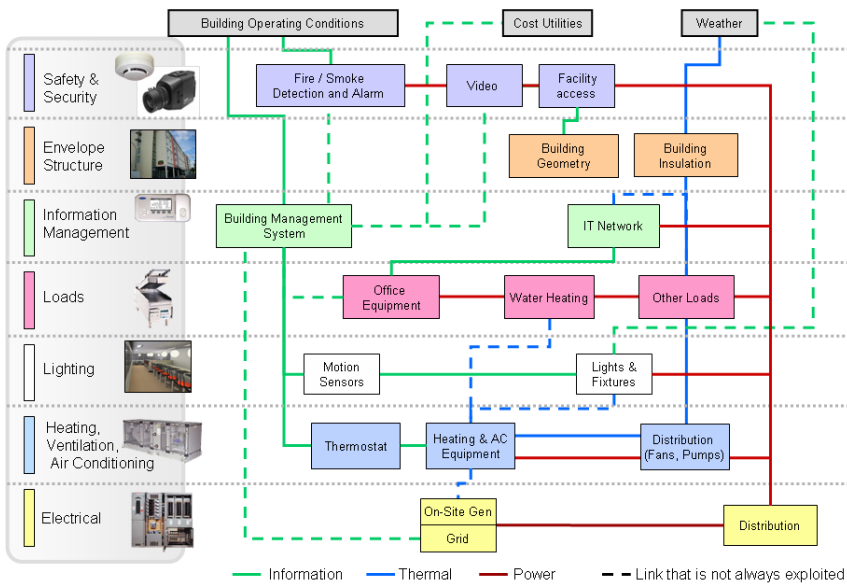 Building Operating Conditions
Cost Utilities
Weather
Safety &
Security
Fire / Smoke
Detection and Alarm
Video
Facility
access
Envelope
Structure
Building
Geometry
Building
Insulation
Information
Management
Building Management
System
IT Network
Loads
Office
Equipment
Water Heating
Other Loads
Lighting
Motion
Sensors
Lights &
Fixtures
Heating,
Ventilation,
Air Conditioning
Thermostat
Heating & AC
Equipment
Distribution
(Fans, Pumps)
Electrical
On-Site Gen
Grid
Distribution
Information
Thermal
Power
Link that is not always exploited